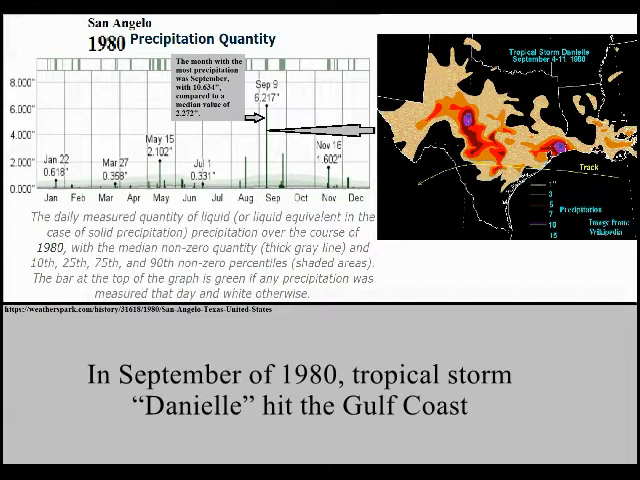 San Angelo
1980 Precipitation Quantity
The month with the
most precipitation
was September,
with 10.634",
compared to a
median value of
2.272".
8.000"
6.000"
4.000"
2.000"
0.000"
Jan 22
0.618"
Mar 27
0.358"
May 15
2.102"
Jul 1
0.331"
Sep 9
6.217"
Nov 16
1.602"
Jan Feb Mar Apr May Jun Jul Aug Sep Oct Nov Dec
The daily measured quantity of liquid (or liquid equivalent in the
case of solid precipitation) precipitation over the course of
1980, with the median non-zero quantity (thick gray line) and
10th, 25th, 75th, and 90th non-zero percentiles (shaded areas).
The bar at the top of the graph is green if any precipitation was
measured that day and white otherwise.
Tropical Storm Danielle
September 4-11, 1980
Track
1"
3
5
7
10
15
Precipitation
Image from:
Wikipedia
https://weatherspark.com/history/31618/1980/San-Angelo-Texas-United-States
In September of 1980, tropical storm
“Danielle” hit the Gulf Coast